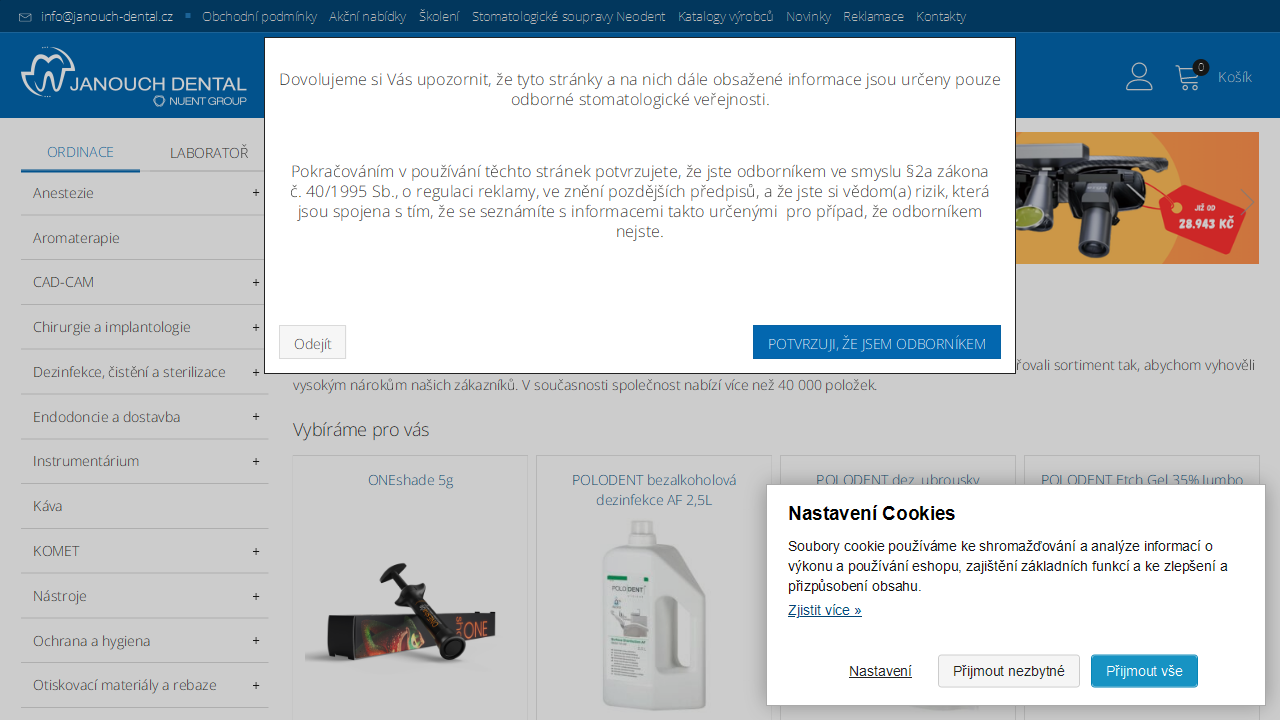 info@janouch-dental.cz Obchodní podmínky Akční nabídky Školení Stomatologické soupravy Neodent Katalogy výrobců Novinky Reklamace Kontakty
JANOUCH DENTAL
NUENT GROUP
0
Košík
Dovolujeme si Vás upozornit, že tyto stránky a na nich dále obsažené informace jsou určeny pouze
odborné stomatologické veřejnosti.
Pokračováním v používání těchto stránek potvrzujete, že jste odborníkem ve smyslu §2a zákona
č. 40/1995 Sb., o regulaci reklamy, ve znění pozdějších předpisů, a že jste si vědom(a) rizik, která
jsou spojena s tím, že se seznámíte s informacemi takto určenými  pro případ, že odborníkem
nejste.
Odejít
POTVRZUJI, ŽE JSEM ODBORNÍKEM
ORDINACE
LABORATOŘ
Anestezie +
Aromaterapie
CAD-CAM +
Chirurgie a implantologie +
Dezinfekce, čistění a sterilizace +
Endodoncie a dostavba +
Instrumentárium +
Káva
KOMET +
Nástroje +
Ochrana a hygiena +
Otiskovací materiály a rebaze +
JIŽ OD
28.943 KČ
řovali sortiment tak, abychom vyhověli
vysokým nárokům našich zákazníků. V současnosti společnost nabízí více než 40 000 položek.
Vybíráme pro vás
ONEshade 5g
ONE
POLODENT bezalkoholová
dezinfekce AF 2,5L
POLODENT
POLODENT dez. ubrousky
POLODENT Etch Gel 35% Jumbo
Nastavení Cookies
Soubory cookie používáme ke shromažďování a analýze informací o
výkonu a používání eshopu, zajištění základních funkcí a ke zlepšení a
přizpůsobení obsahu.
Zjistit více »
Nastavení
Přijmout nezbytné
Přijmout vše